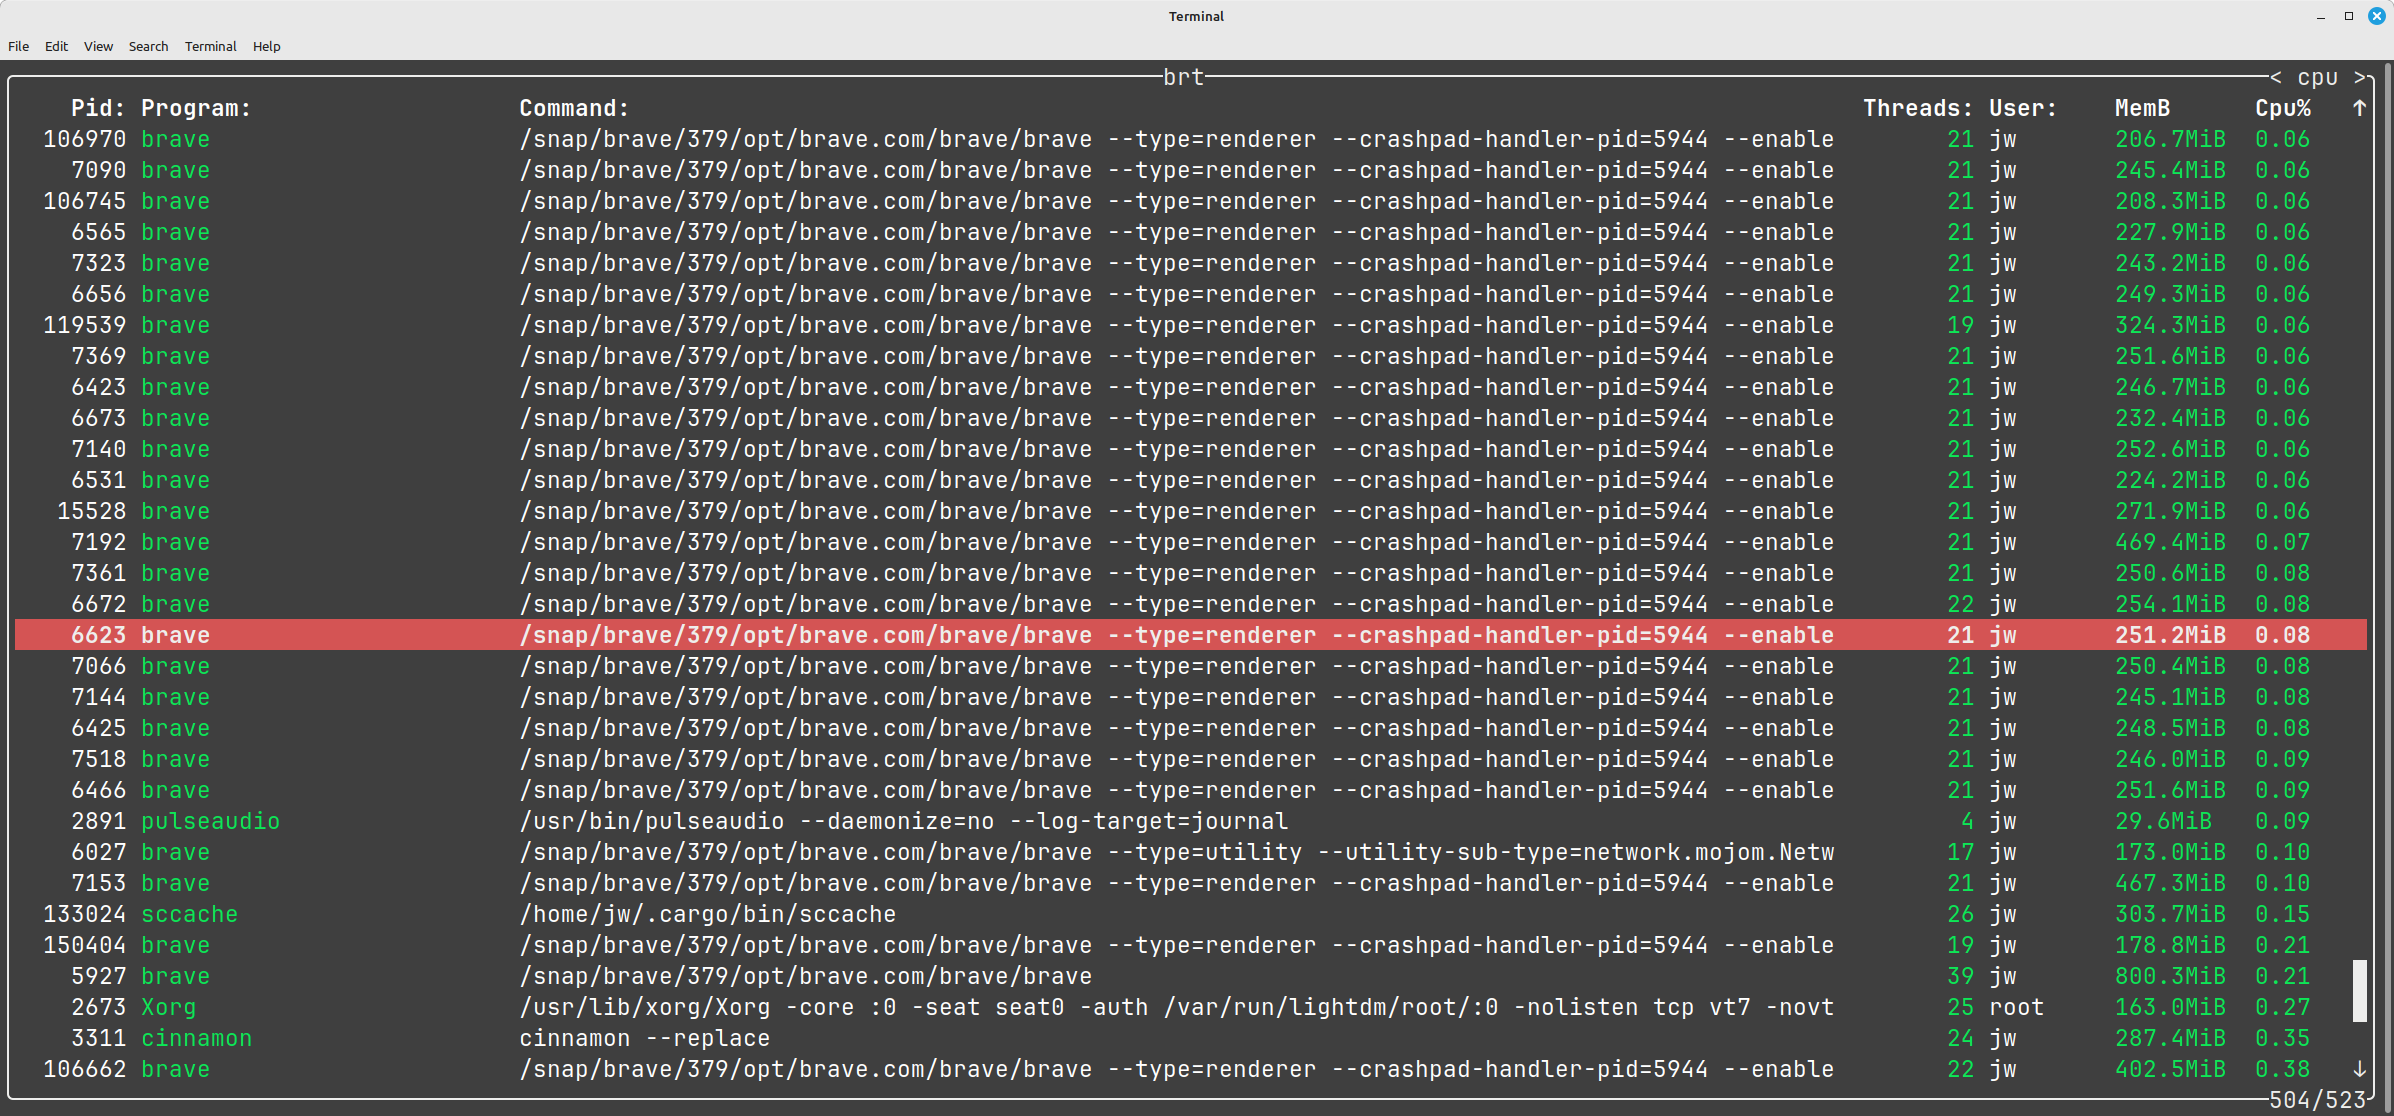 Terminal
File Edit View Search Terminal Help
brt < cpu >
Pid: Program: Command: Threads: User: MemB Cpu% ↑
106970 brave /snap/brave/379/opt/brave.com/brave/brave --type=renderer --crashpad-handler-pid=5944 --enable 21 jw 206.7MiB 0.06
7090 brave /snap/brave/379/opt/brave.com/brave/brave --type=renderer --crashpad-handler-pid=5944 --enable 21 jw 245.4MiB 0.06
106745 brave /snap/brave/379/opt/brave.com/brave/brave --type=renderer --crashpad-handler-pid=5944 --enable 21 jw 208.3MiB 0.06
6565 brave /snap/brave/379/opt/brave.com/brave/brave --type=renderer --crashpad-handler-pid=5944 --enable 21 jw 227.9MiB 0.06
7323 brave /snap/brave/379/opt/brave.com/brave/brave --type=renderer --crashpad-handler-pid=5944 --enable 21 jw 243.2MiB 0.06
6656 brave /snap/brave/379/opt/brave.com/brave/brave --type=renderer --crashpad-handler-pid=5944 --enable 21 jw 249.3MiB 0.06
119539 brave /snap/brave/379/opt/brave.com/brave/brave --type=renderer --crashpad-handler-pid=5944 --enable 19 jw 324.3MiB 0.06
7369 brave /snap/brave/379/opt/brave.com/brave/brave --type=renderer --crashpad-handler-pid=5944 --enable 21 jw 251.6MiB 0.06
6423 brave /snap/brave/379/opt/brave.com/brave/brave --type=renderer --crashpad-handler-pid=5944 --enable 21 jw 246.7MiB 0.06
6673 brave /snap/brave/379/opt/brave.com/brave/brave --type=renderer --crashpad-handler-pid=5944 --enable 21 jw 232.4MiB 0.06
7140 brave /snap/brave/379/opt/brave.com/brave/brave --type=renderer --crashpad-handler-pid=5944 --enable 21 jw 252.6MiB 0.06
6531 brave /snap/brave/379/opt/brave.com/brave/brave --type=renderer --crashpad-handler-pid=5944 --enable 21 jw 224.2MiB 0.06
15528 brave /snap/brave/379/opt/brave.com/brave/brave --type=renderer --crashpad-handler-pid=5944 --enable 21 jw 271.9MiB 0.06
7192 brave /snap/brave/379/opt/brave.com/brave/brave --type=renderer --crashpad-handler-pid=5944 --enable 21 jw 469.4MiB 0.07
7361 brave /snap/brave/379/opt/brave.com/brave/brave --type=renderer --crashpad-handler-pid=5944 --enable 21 jw 250.6MiB 0.08
6672 brave /snap/brave/379/opt/brave.com/brave/brave --type=renderer --crashpad-handler-pid=5944 --enable 22 jw 254.1MiB 0.08
6623 brave /snap/brave/379/opt/brave.com/brave/brave --type=renderer --crashpad-handler-pid=5944 --enable 21 jw 251.2MiB 0.08
7066 brave /snap/brave/379/opt/brave.com/brave/brave --type=renderer --crashpad-handler-pid=5944 --enable 21 jw 250.4MiB 0.08
7144 brave /snap/brave/379/opt/brave.com/brave/brave --type=renderer --crashpad-handler-pid=5944 --enable 21 jw 245.1MiB 0.08
6425 brave /snap/brave/379/opt/brave.com/brave/brave --type=renderer --crashpad-handler-pid=5944 --enable 21 jw 248.5MiB 0.08
7518 brave /snap/brave/379/opt/brave.com/brave/brave --type=renderer --crashpad-handler-pid=5944 --enable 21 jw 246.0MiB 0.09
6466 brave /snap/brave/379/opt/brave.com/brave/brave --type=renderer --crashpad-handler-pid=5944 --enable 21 jw 251.6MiB 0.09
2891 pulseaudio /usr/bin/pulseaudio --daemonize=no --log-target=journal 4 jw 29.6MiB 0.09
6027 brave /snap/brave/379/opt/brave.com/brave/brave --type=utility --utility-sub-type=network.mojom.Netw 17 jw 173.0MiB 0.10
7153 brave /snap/brave/379/opt/brave.com/brave/brave --type=renderer --crashpad-handler-pid=5944 --enable 21 jw 467.3MiB 0.10
133024 sccache /home/jw/.cargo/bin/sccache 26 jw 303.7MiB 0.15
150404 brave /snap/brave/379/opt/brave.com/brave/brave --type=renderer --crashpad-handler-pid=5944 --enable 19 jw 178.8MiB 0.21
5927 brave /snap/brave/379/opt/brave.com/brave/brave 39 jw 800.3MiB 0.21
2673 Xorg /usr/lib/xorg/Xorg -core :0 -seat seat0 -auth /var/run/lightdm/root/:0 -nolisten tcp vt7 -novt 25 root 163.0MiB 0.27
3311 cinnamon cinnamon --replace 24 jw 287.4MiB 0.35
106662 brave /snap/brave/379/opt/brave.com/brave/brave --type=renderer --crashpad-handler-pid=5944 --enable 22 jw 402.5MiB 0.38 ↓
504/523